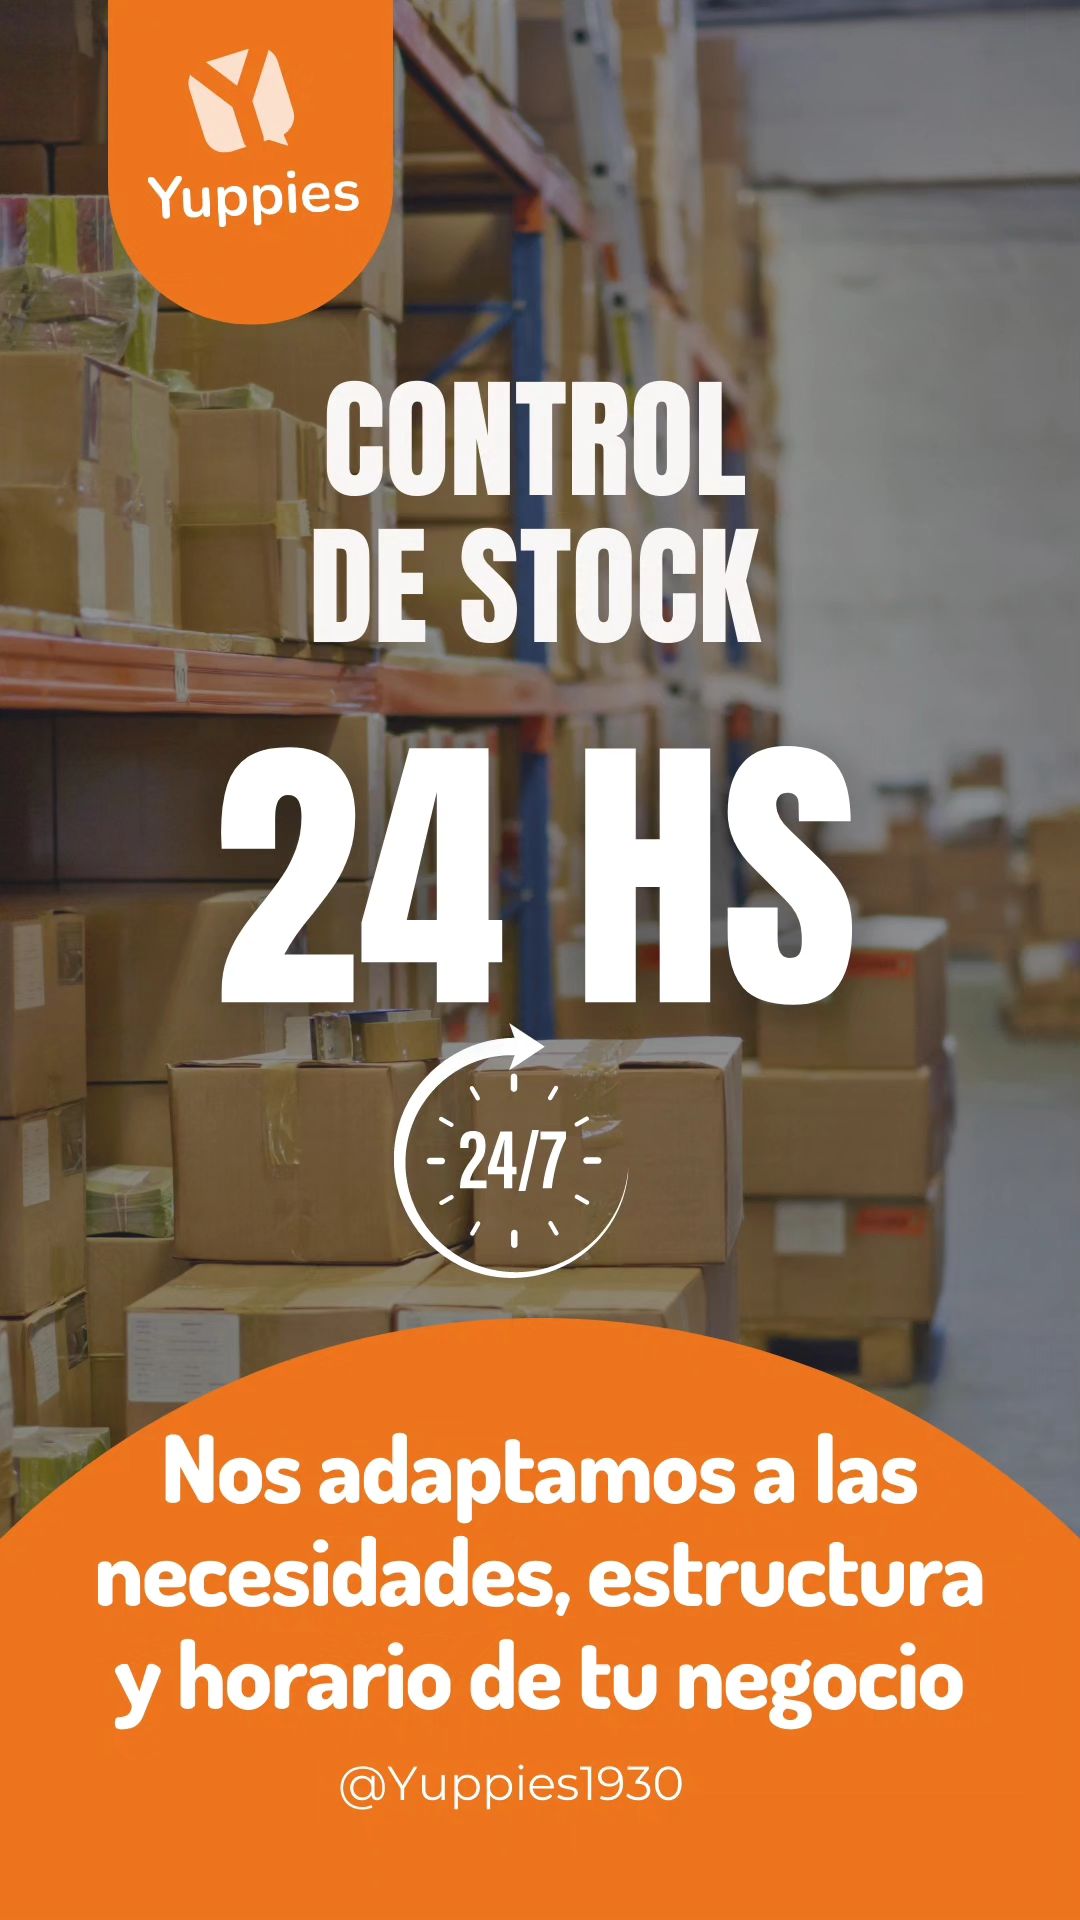 Yuppies
CONTROL
DE STOCK
24 HS
24/7
Nos adaptamos a las
necesidades, estructura
y horario de tu negocio
@Yuppies1930